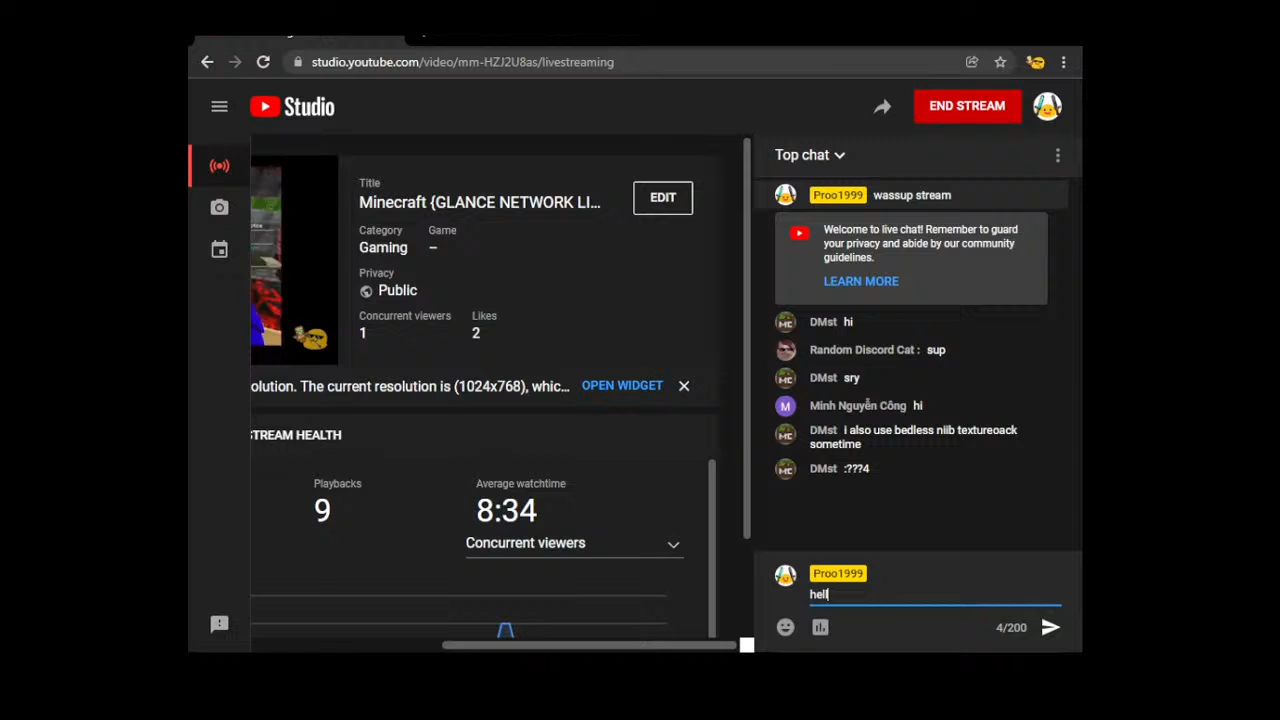 studio.youtube.com/video/mm-HZJ2U8as/livestreaming
Studio
END STREAM
Title
Minecraft {GLANCE NETWORK LI...
EDIT
Category
Game
Gaming
–
Privacy
Public
Concurrent viewers
Likes
1
2
olution. The current resolution is (1024x768), whic...
OPEN WIDGET
STREAM HEALTH
Playbacks
Average watchtime
9
8:34
Concurrent viewers
Top chat
Proo1999 wassup stream
Welcome to live chat! Remember to guard
your privacy and abide by our community
guidelines.
LEARN MORE
DMst hi
Random Discord Cat : sup
DMst sry
M
Minh Nguyễn Công hi
DMst i also use bedless niib textureoack
sometime
DMst :???4
Proo1999
hell
4/200